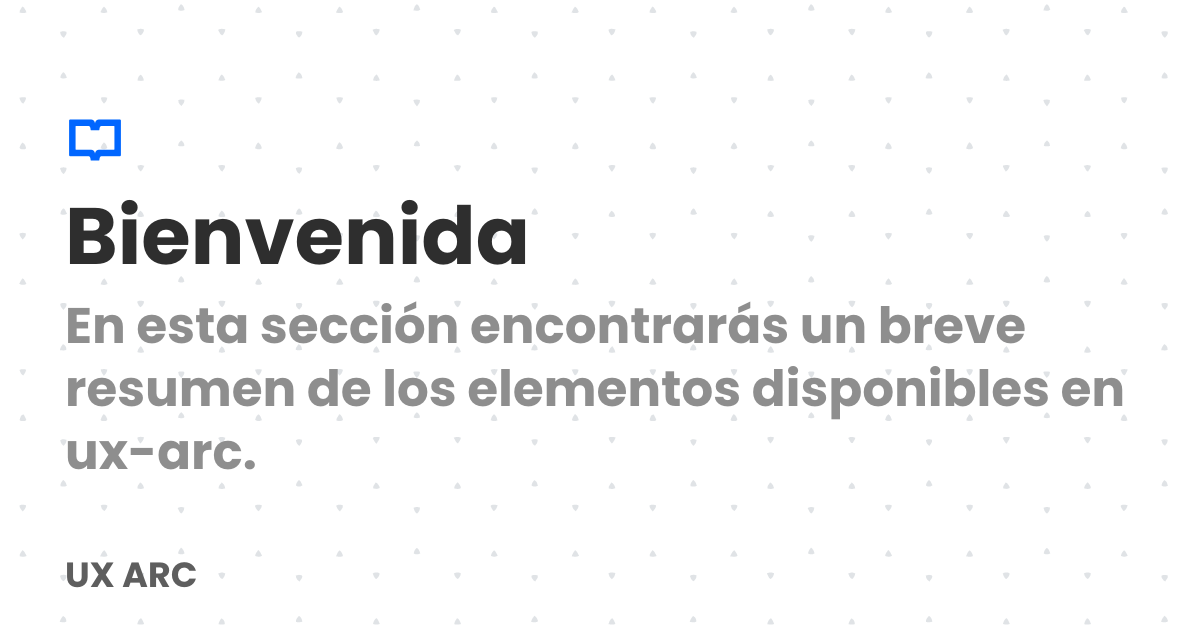 Bienvenida
En esta sección encontrarás un breve
resumen de los elementos disponibles en
ux-arc.
UX ARC